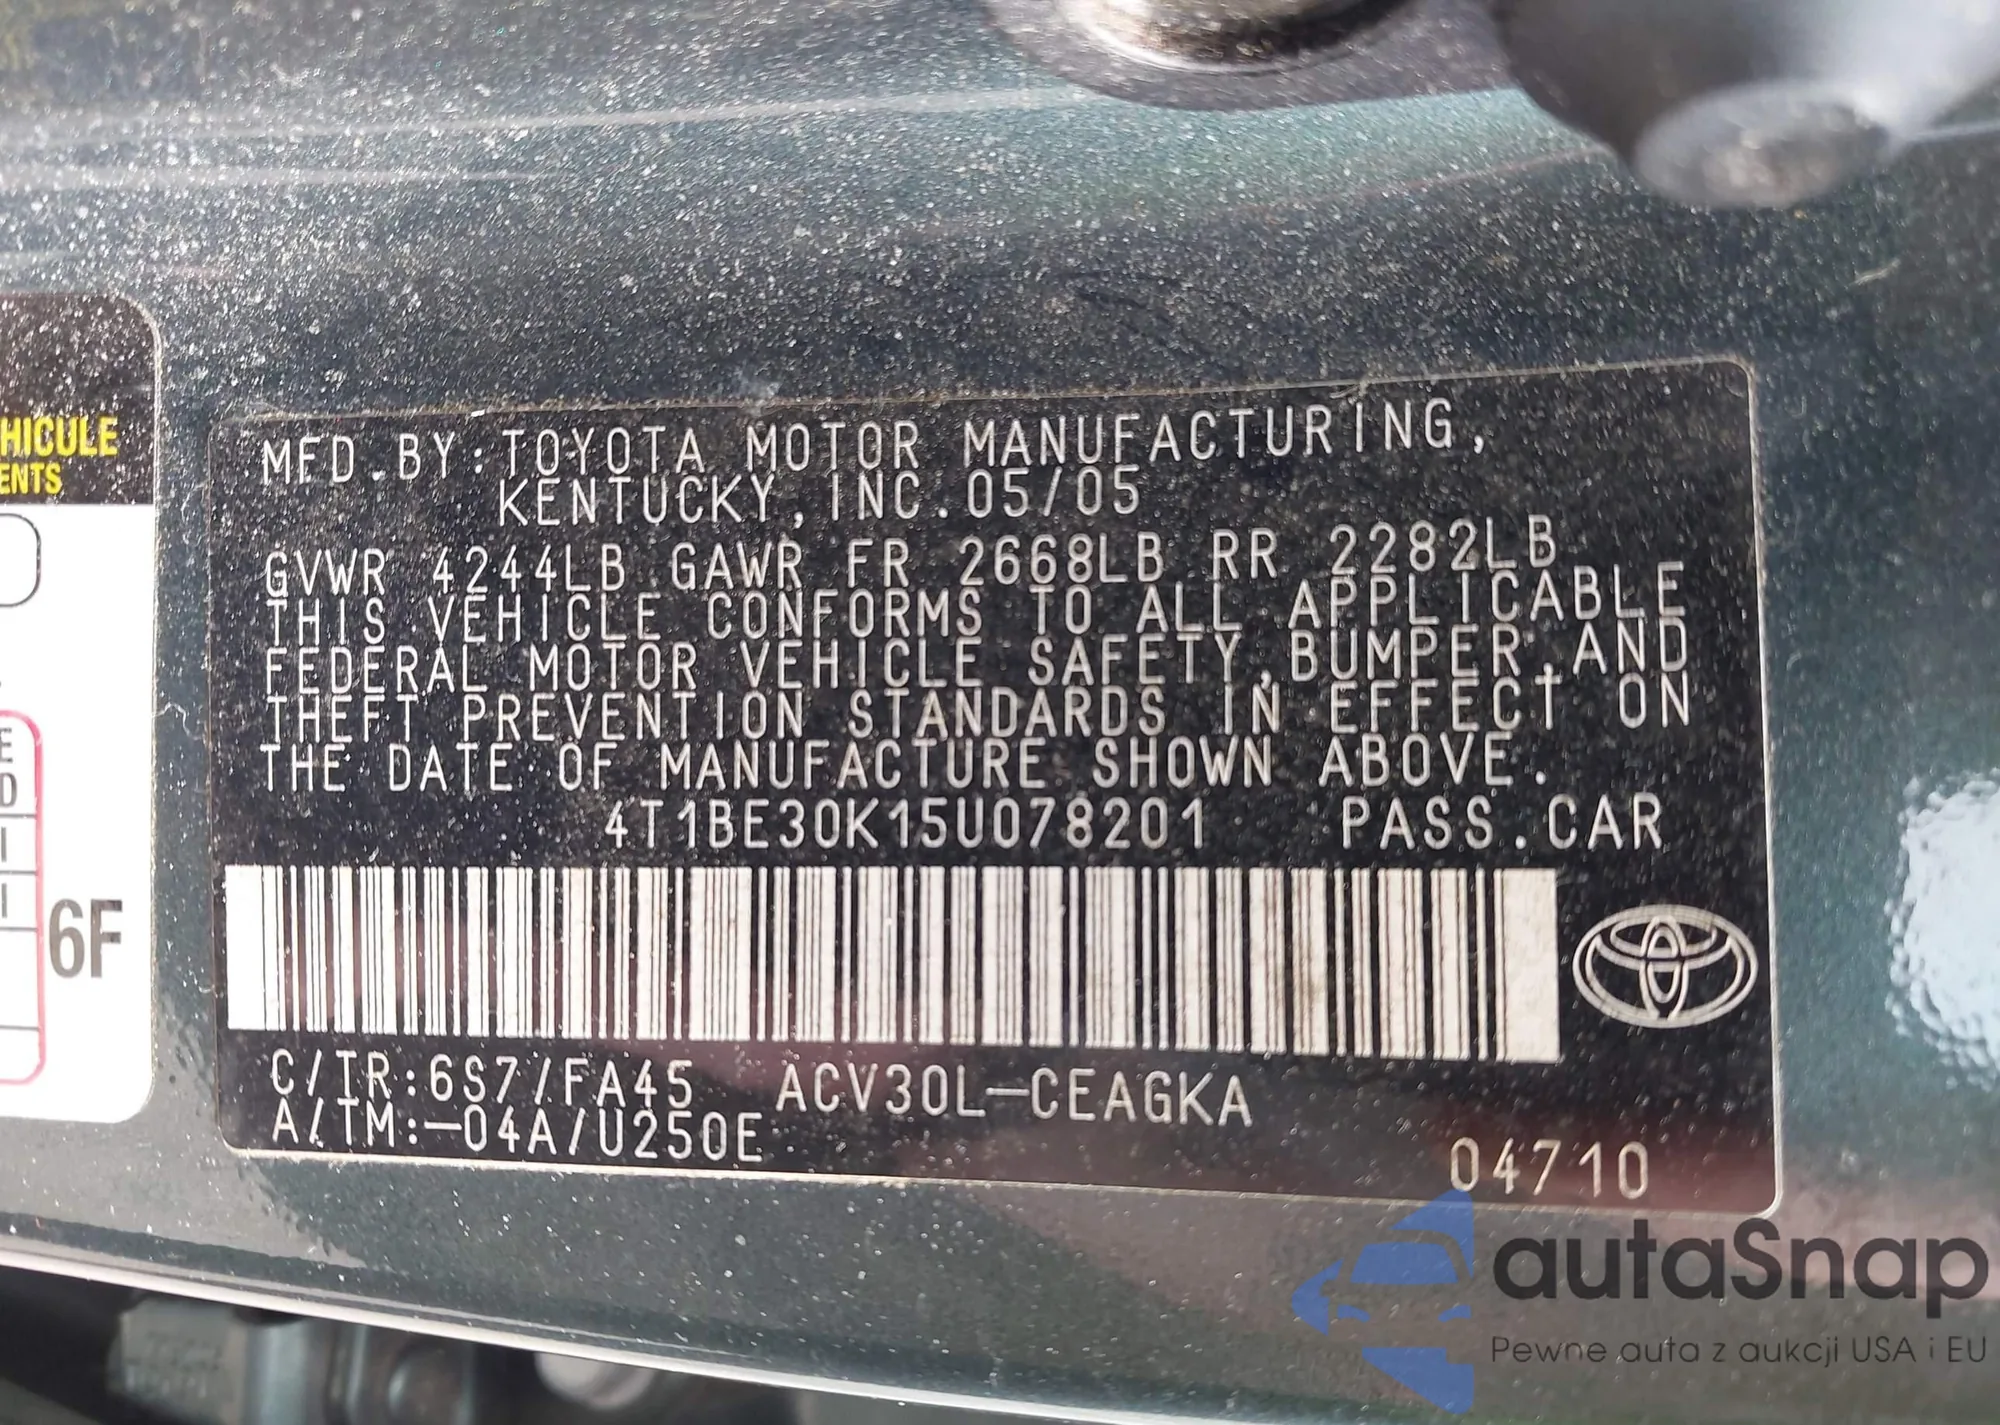 HICULE
ENTS
E
D
I
I
6F
MFD.BY:TOYOTA MOTOR MANUFACTURING,
KENTUCKY,INC.05/05
GVWR 4244LB GAWR FR 2668LB RR 2282LB
THIS VEHICLE CONFORMS TO ALL APPLICABLE
FEDERAL MOTOR VEHICLE SAFETY,BUMPER,AND
THEFT PREVENTION STANDARDS IN EFFECT ON
THE DATE OF MANUFACTURE SHOWN ABOVE.
4T1BE30K15U078201 PASS.CAR
C/TR:6S7/FA45 ACV30L-CEAGKA
A/TM:-04A/U250E
04710
autaSnap
Pewne auta z aukcji USA i EU